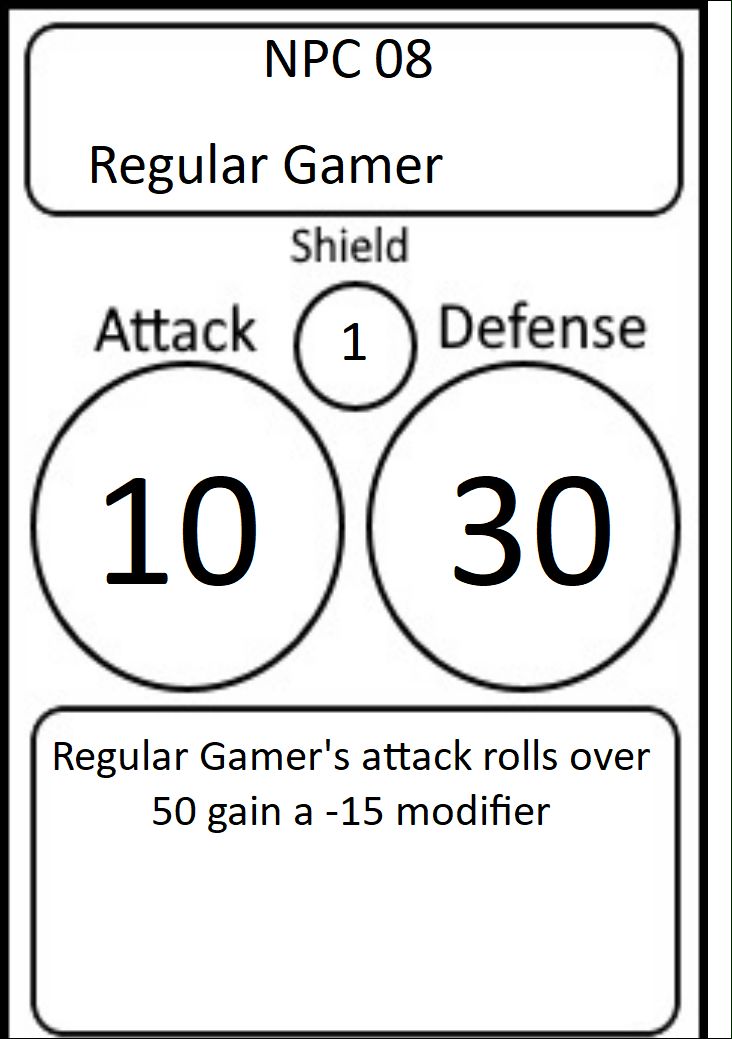 NPC 08
Regular Gamer
Shield
Attack
1
Defense
10
30
Regular Gamer's attack rolls over
50 gain a -15 modifier